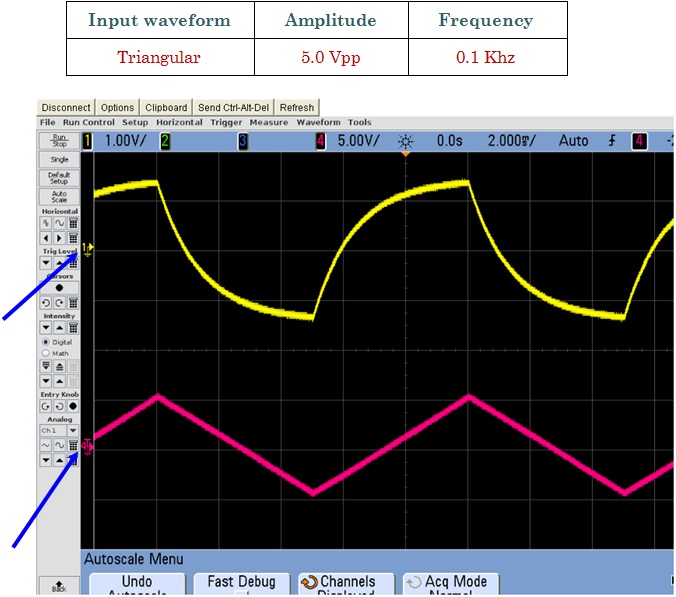 Input waveform Amplitude Frequency
Triangular 5.0 Vpp 0.1 Khz
Disconnect Options Clipboard Send Ctrl-Alt-Del Refresh
File Run Control Setup Horizontal Trigger Measure Waveform Tools
1 1.00V/ 2 3 4 5.00V/ 0.0s 2.000m/ Auto 4
Run
Stop
Single
Default
Setup
Auto
Scale
Horizontal
Trig Level
Cursors
Intensity
Digital
Math
Entry Knob
Analog
Ch 1
Back
Autoscale Menu
Undo Fast Debug Channels Acq Mode
Autoscale Displayed Normal